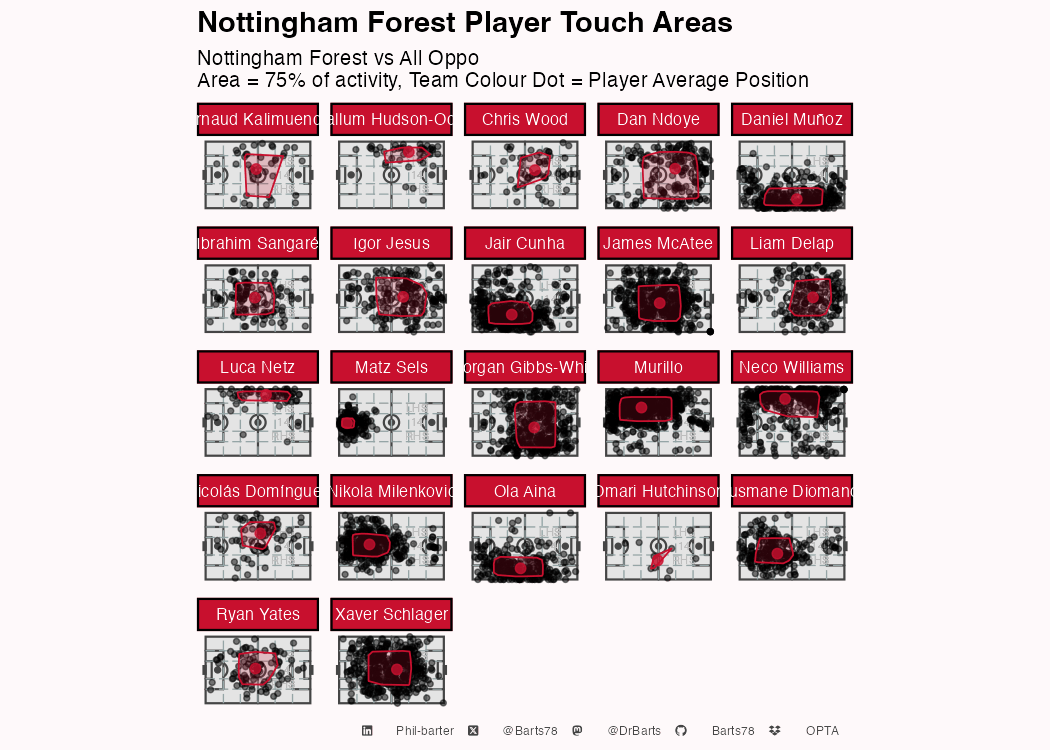 Nottingham Forest Player Touch Areas
Nottingham Forest vs All Oppo
Area = 75% of activity, Team Colour Dot = Player Average Position
rnaud Kalimuend allum Hudson-Od Chris Wood Dan Ndoye Daniel Muñoz
Ibrahim Sangaré Igor Jesus Jair Cunha James McAtee Liam Delap
Luca Netz Matz Sels organ Gibbs-Whi Murillo Neco Williams
icolás Domíngue Nikola Milenkovic Ola Aina Omari Hutchinson usmane Diomand
Ryan Yates Xaver Schlager
Phil-barter @Barts78 @DrBarts Barts78 OPTA